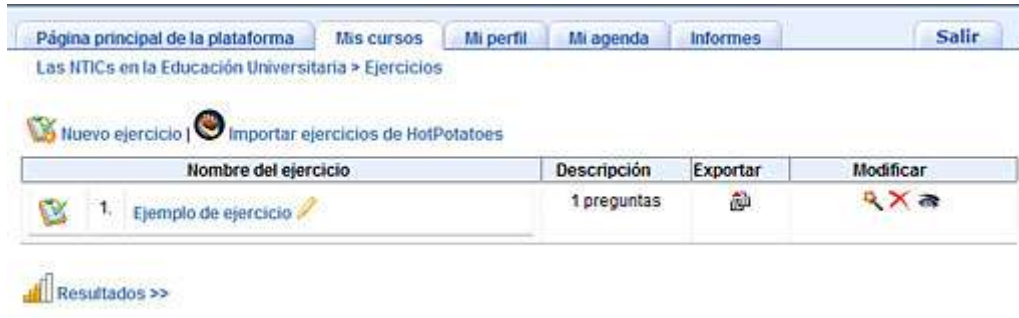 Página principal de la plataforma Mis cursos Mi perfil Mi agenda Informes Salir
Las NTICs en la Educación Universitaria > Ejercicios
Nuevo ejercicio | Importar ejercicios de HotPotatoes
Nombre del ejercicio Descripción Exportar Modificar
1. Ejemplo de ejercicio 1 preguntas
Resultados >>